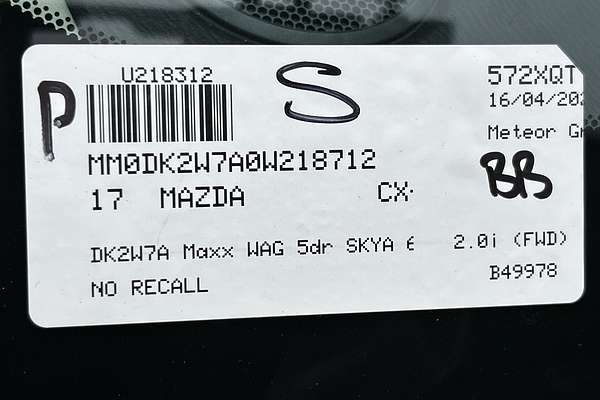 U218312
572XQT
16/04/202
Meteor Gr
P
S
BB
MM0DK2W7A0W218712
17 MAZDA CX-
DK2W7A Maxx WAG 5dr SKYA 6 2.0i (FWD)
B49978
NO RECALL